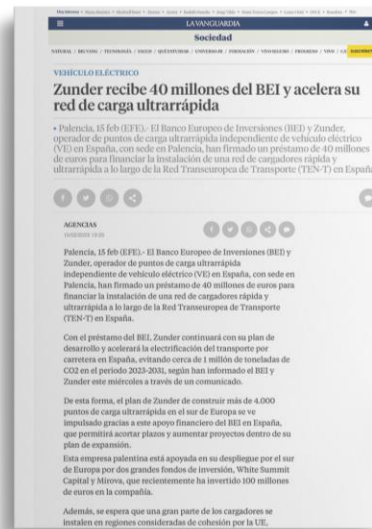 LA VANGUARDIA
Sociedad
VEHÍCULO ELÉCTRICO
Zunder recibe 40 millones del BEI y acelera su
red de carga ultrarrápida
• Palencia, 15 feb (EFE).- El Banco Europeo de Inversiones (BEI) y Zunder,
operador de puntos de carga ultrarrápida independiente de vehículo eléctrico
(VE) en España, con sede en Palencia, han firmado un préstamo de 40 millones
de euros para financiar la instalación de una red de cargadores rápida y
ultrarrápida a lo largo de la Red Transeuropea de Transporte (TEN-T) en España
AGENCIAS
Palencia, 15 feb (EFE).- El Banco Europeo de Inversiones (BEI) y
Zunder, operador de puntos de carga ultrarrápida
independiente de vehículo eléctrico (VE) en España, con sede en
Palencia, han firmado un préstamo de 40 millones de euros para
financiar la instalación de una red de cargadores rápida y
ultrarrápida a lo largo de la Red Transeuropea de Transporte
(TEN-T) en España.
Con el préstamo del BEI, Zunder continuará con su plan de
desarrollo y acelerará la electrificación del transporte por
carretera en España, evitando cerca de 1 millón de toneladas de
CO2 en el periodo 2023-2031, según han informado el BEI y
Zunder este miércoles a través de un comunicado.
De esta forma, el plan de Zunder de construir más de 4.000
puntos de carga ultrarrápida en el sur de Europa se ve
impulsado gracias a este apoyo financiero del BEI en España,
que permitirá acortar plazos y aumentar proyectos dentro de su
plan de expansión.
Esta empresa palentina está apoyada en su despliegue por el sur
de Europa por dos grandes fondos de inversión, White Summit
Capital y Mirova, que recientemente ha invertido 100 millones
de euros en la compañía.
Además, se espera que una gran parte de los cargadores se
instalen en regiones consideradas de cohesión por la UE,